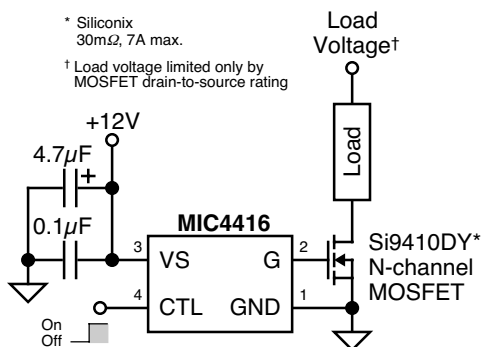 * Siliconix
30mΩ, 7A max.
† Load voltage limited only by
MOSFET drain-to-source rating
Load
Voltage†
+12V
4.7µF
+
0.1µF
Load
MIC4416
3 VS G 2
4 CTL GND 1
Si9410DY*
N-channel
MOSFET
On
Off